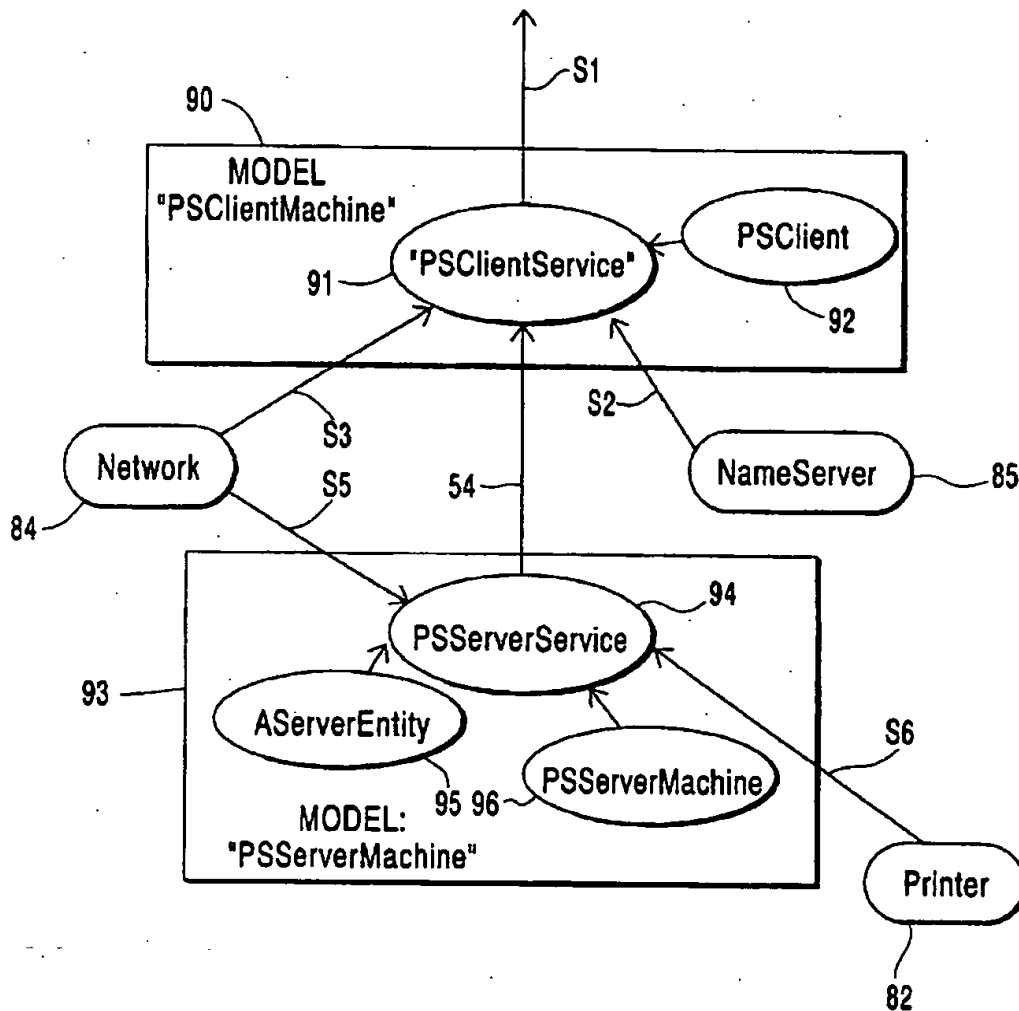 S1
90
MODEL
"PSClientMachine"
PSClient
"PSClientService"
91
92
S3
S2
Network
S5
54
NameServer
85
84
94
PSServerService
93
AServerEntity
S6
95
96
PSServerMachine
MODEL:
"PSServerMachine"
Printer
82